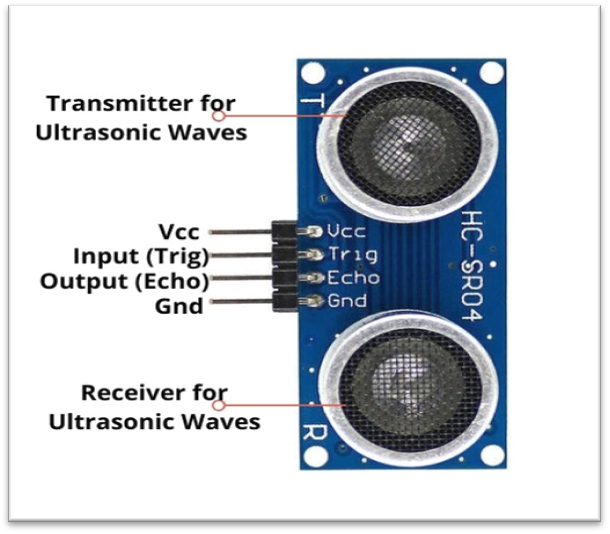 Transmitter for
Ultrasonic Waves
T
Vcc
Input (Trig)
Output (Echo)
Gnd
Vcc
Trig
Echo
Gnd
HC-SR04
Receiver for
Ultrasonic Waves
R